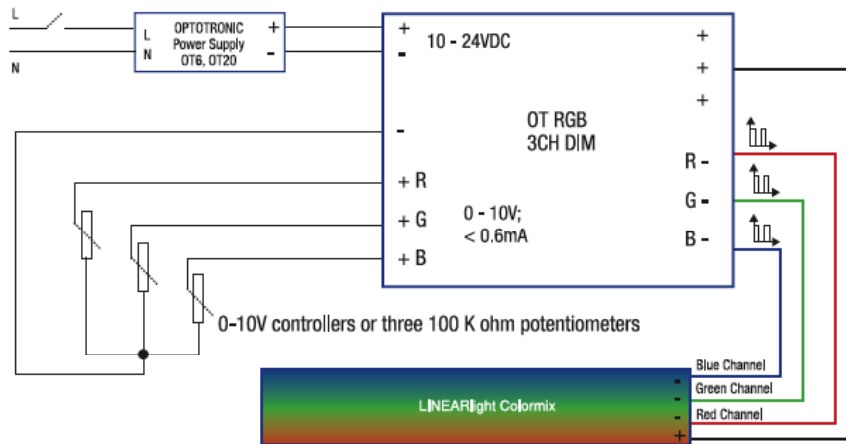 L
N
L
N
OPTOTRONIC
Power Supply
OT6, OT20
+
-
+
-
10 - 24VDC
+
+
+
-
OT RGB
3CH DIM
+ R
+ G
+ B
0 - 10V;
< 0.6mA
R -
G -
B -
0-10V controllers or three 100 K ohm potentiometers
LINEARlight Colormix
-
-
-
+
Blue Channel
Green Channel
Red Channel